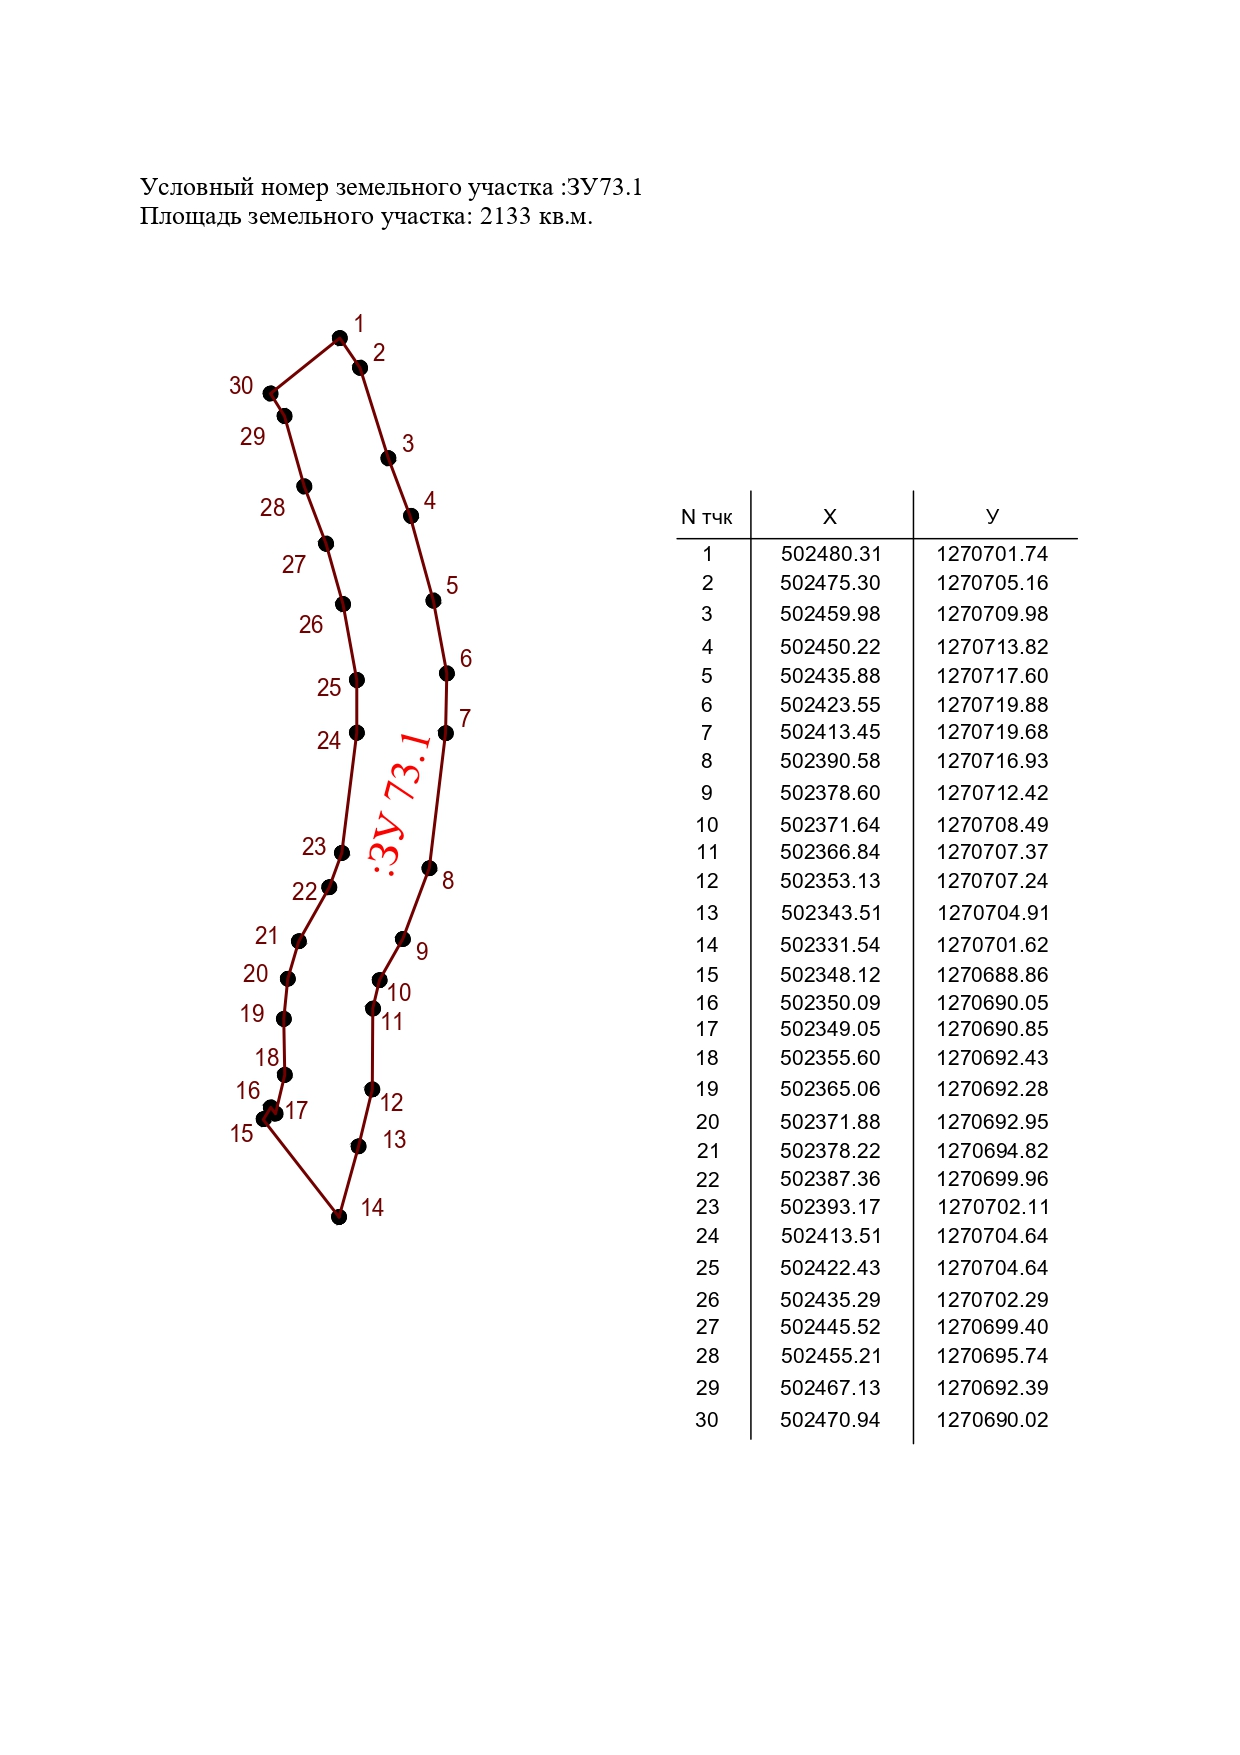 Условный номер земельного участка :ЗУ73.1
Площадь земельного участка: 2133 кв.м.
1
2
30
29
3
28
4
27
5
26
6
25
7
24
:ЗУ 73.1
23
8
22
21
9
20
10
19
11
18
16
12
17
15
13
14
N тчк X У
1 502480.31 1270701.74
2 502475.30 1270705.16
3 502459.98 1270709.98
4 502450.22 1270713.82
5 502435.88 1270717.60
6 502423.55 1270719.88
7 502413.45 1270719.68
8 502390.58 1270716.93
9 502378.60 1270712.42
10 502371.64 1270708.49
11 502366.84 1270707.37
12 502353.13 1270707.24
13 502343.51 1270704.91
14 502331.54 1270701.62
15 502348.12 1270688.86
16 502350.09 1270690.05
17 502349.05 1270690.85
18 502355.60 1270692.43
19 502365.06 1270692.28
20 502371.88 1270692.95
21 502378.22 1270694.82
22 502387.36 1270699.96
23 502393.17 1270702.11
24 502413.51 1270704.64
25 502422.43 1270704.64
26 502435.29 1270702.29
27 502445.52 1270699.40
28 502455.21 1270695.74
29 502467.13 1270692.39
30 502470.94 1270690.02